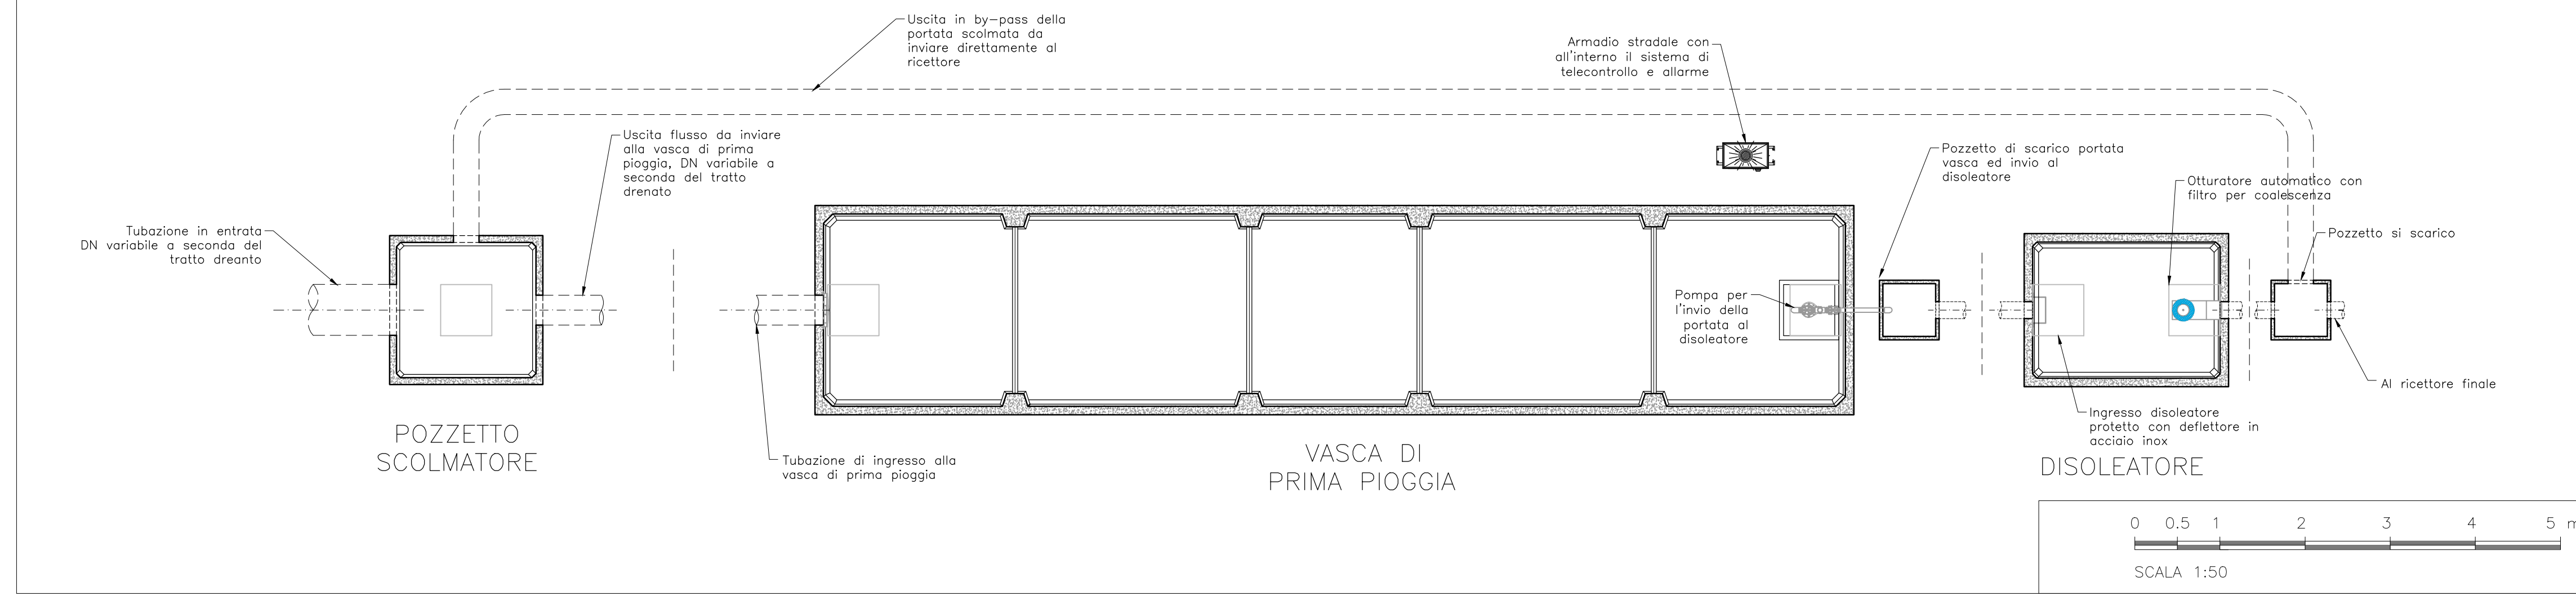 Uscita in by-pass della
portata scolmata da
inviare direttamente al
ricettore
Armadio stradale con
all'interno il sistema di
telecontrollo e allarme
Uscita flusso da inviare
alla vasca di prima
pioggia, DN variabile a
seconda del tratto
drenato
Pozzetto di scarico portata
vasca ed invio al
disoleatore
Otturatore automatico con
filtro per coalescenza
Tubazione in entrata
DN variabile a seconda del
tratto dreanto
Pozzetto si scarico
Pompa per
l'invio della
portata al
disoleatore
Al ricettore finale
Ingresso disoleatore
protetto con deflettore in
acciaio inox
POZZETTO
SCOLMATORE
Tubazione di ingresso alla
vasca di prima pioggia
VASCA DI
PRIMA PIOGGIA
DISOLEATORE
0 0.5 1 2 3 4 5 m
SCALA 1:50